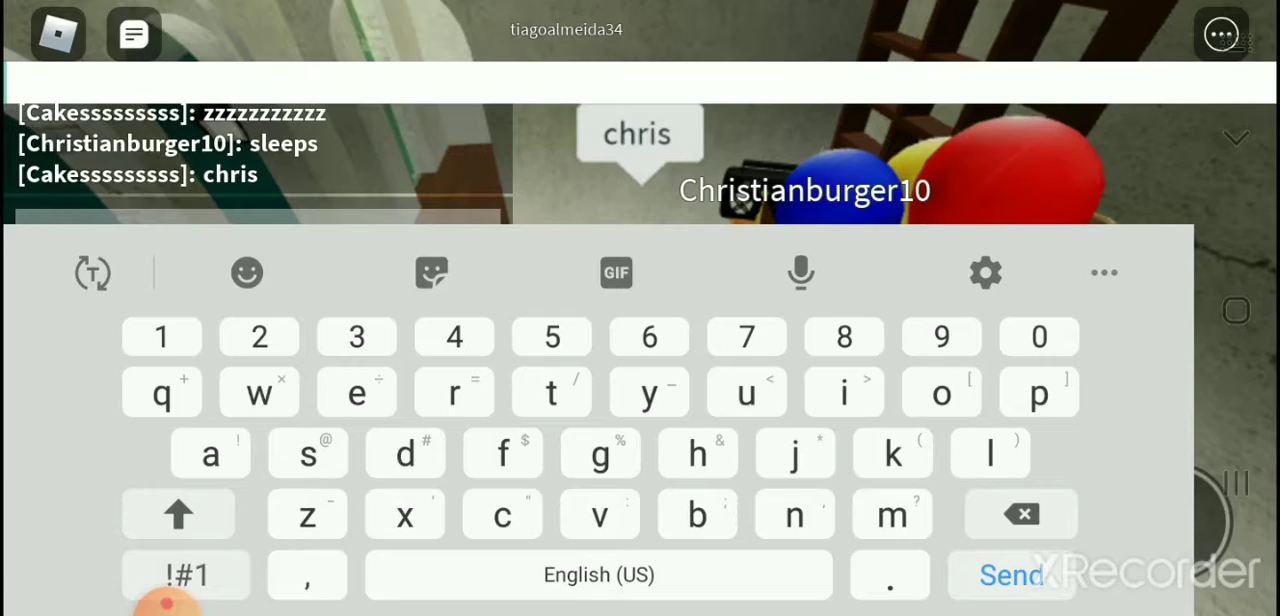 tiagoalmeida34
[Cakesssssssss]: zzzzzzzzzzz
[Christianburger10]: sleeps
[Cakesssssssss]: chris
chris
Christianburger10
T
GIF
1 2 3 4 5 6 7 8 9 0
q + w × e ÷ r = t / y _ u < i > o [ p ]
a ! s @ d # f $ g % h & j * k ( l )
z - x ' c " v : b ; n , m ?
!#1 , English (US) . Send
XRecorder